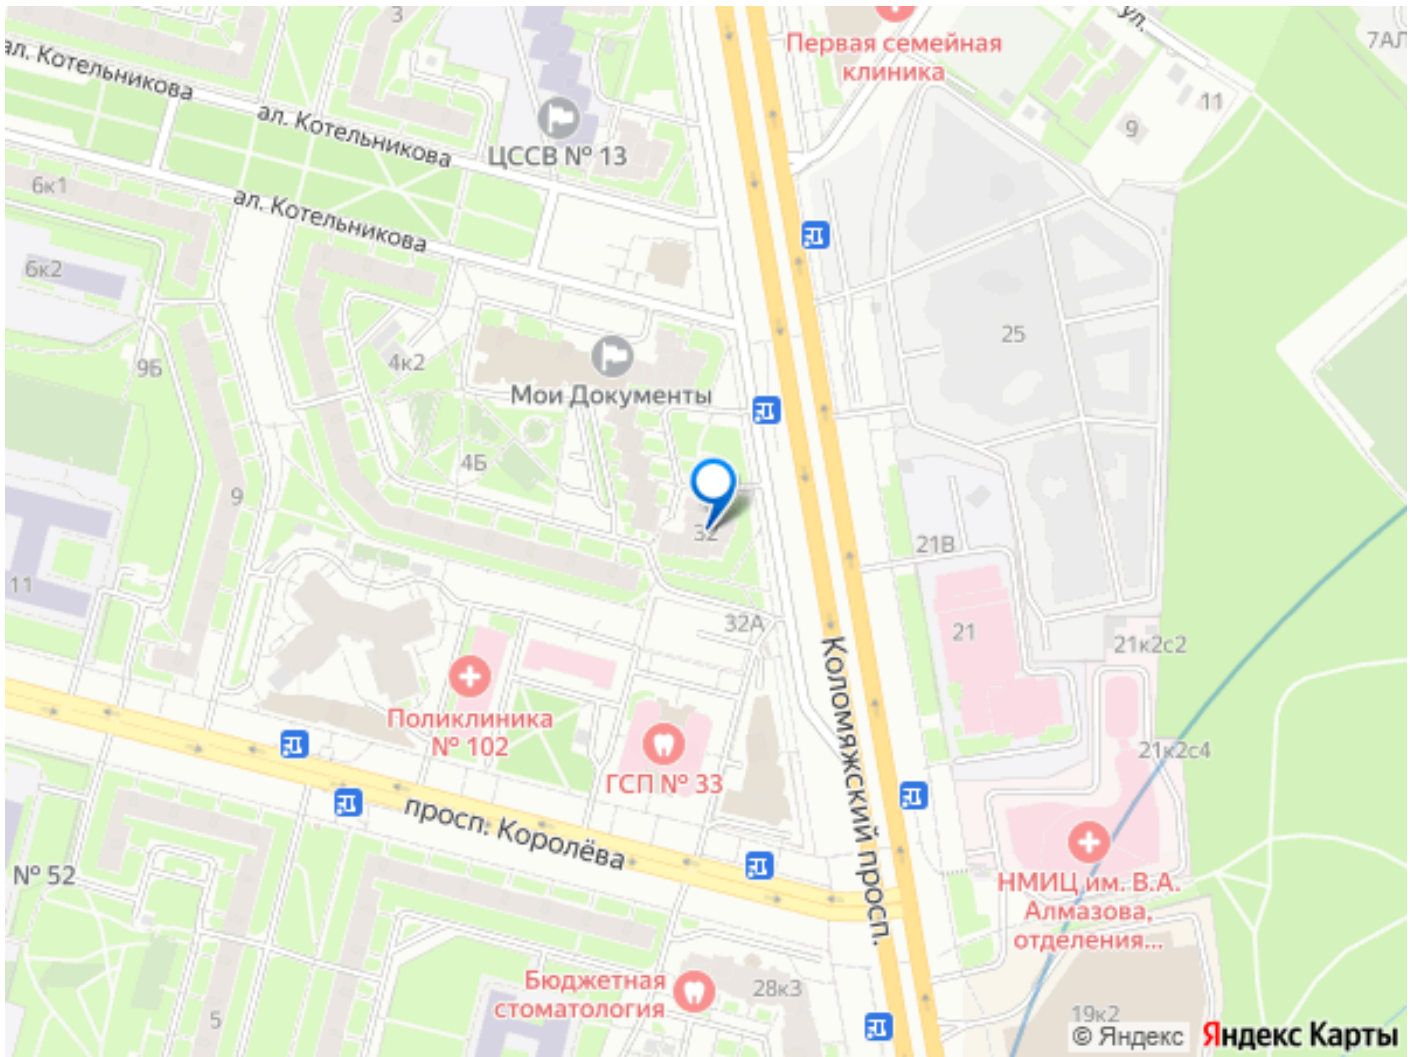 3
ул.
7АЛ
Первая семейная
клиника
ал. Котельникова
ал. Котельникова
11
9
ЦССВ № 13
6к1
ал. Котельникова
6к2
25
9Б
4к2
Мои Документы
4Б
9
32
21В
11
32А
21
21к2с2
Коломяжский просп.
Поликлиника
№ 102
21к2с4
ГСП № 33
просп. Королёва
№ 52
НМИЦ им. В.А.
Алмазова,
отделения...
Бюджетная
стоматология
28к3
5
19к2
© Яндекс
Яндекс Карты